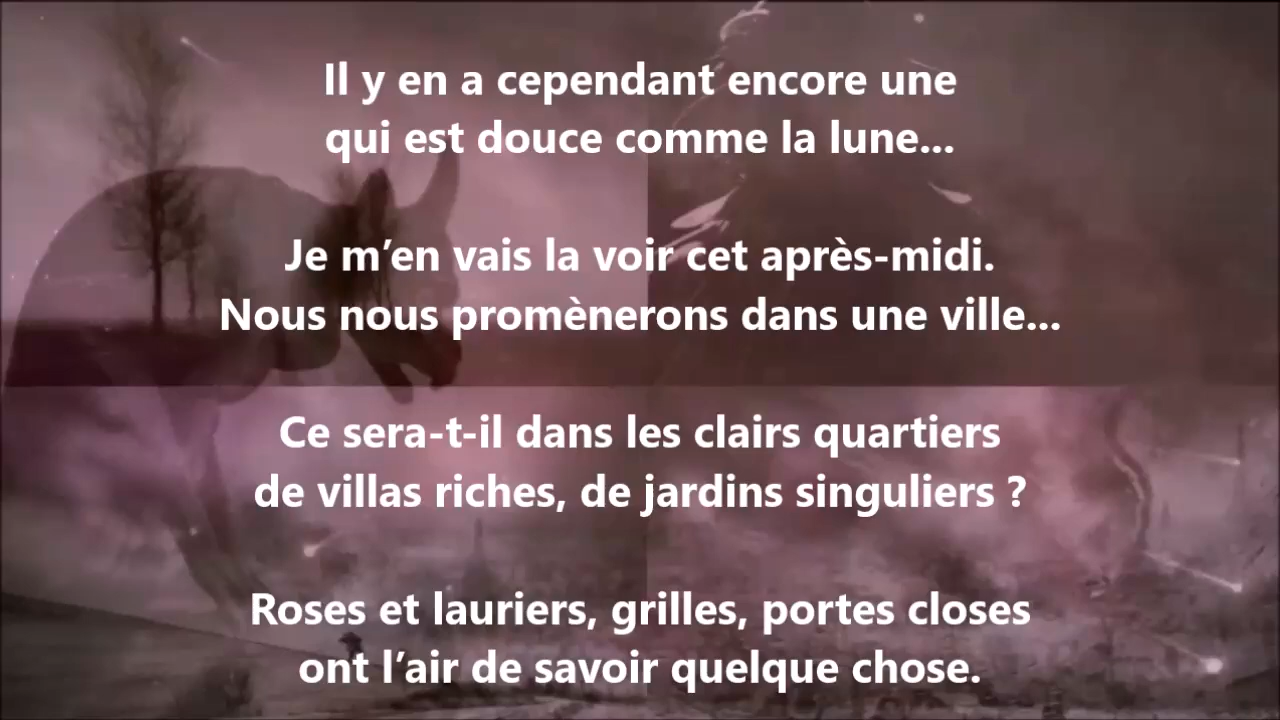 Il y en a cependant encore une
qui est douce comme la lune...
Je m’en vais la voir cet après-midi.
Nous nous promènerons dans une ville...
Ce sera-t-il dans les clairs quartiers
de villas riches, de jardins singuliers ?
Roses et lauriers, grilles, portes closes
ont l’air de savoir quelque chose.